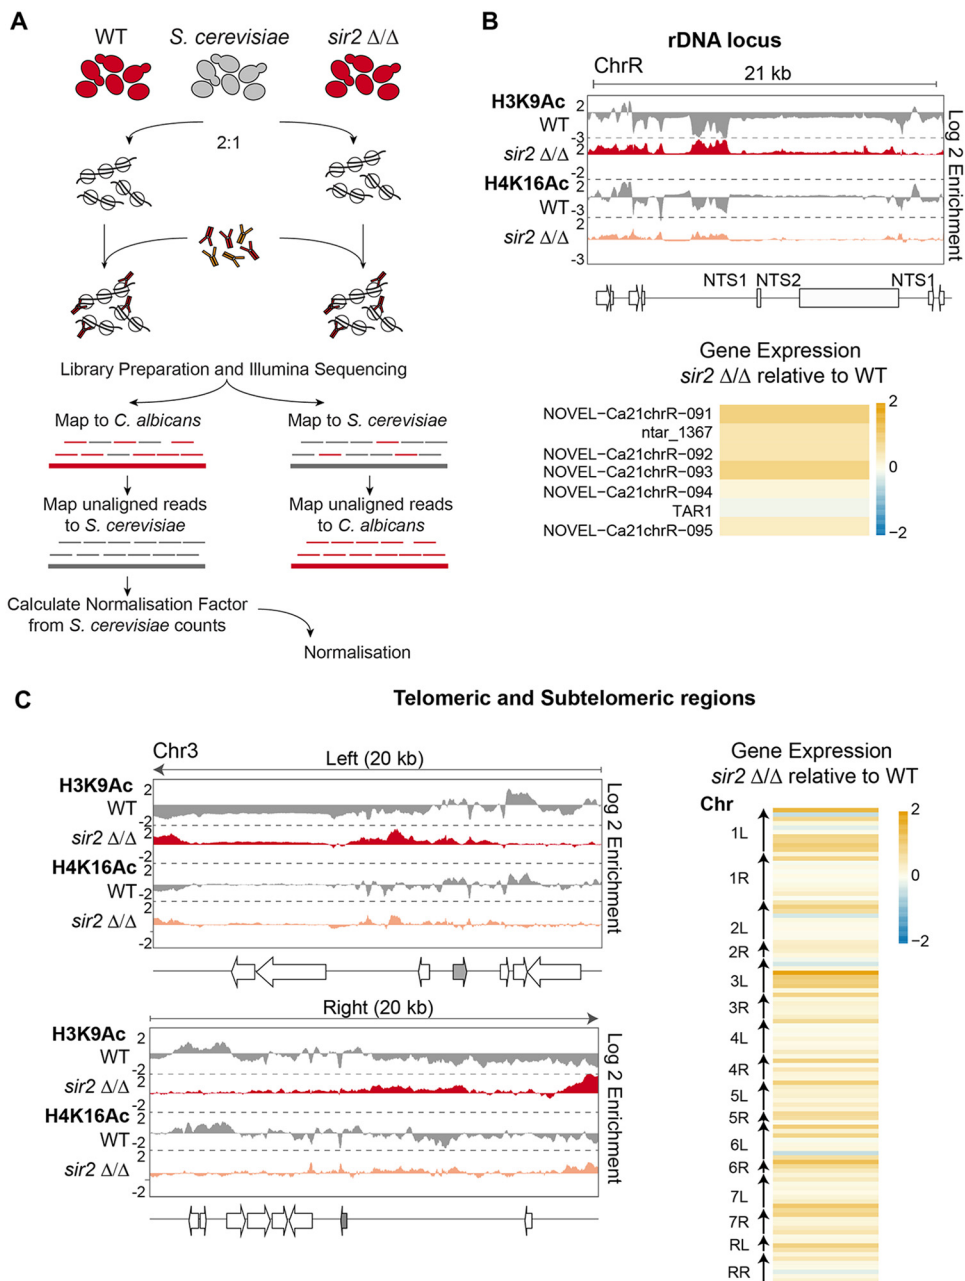 A
WT
S. cerevisiae
sir2 Δ/Δ
2:1
Library Preparation and Illumina Sequencing
Map to C. albicans
Map to S. cerevisiae
Map unaligned reads
to S. cerevisiae
Map unaligned reads
to C. albicans
Calculate Normalisation Factor
from S. cerevisiae counts
Normalisation
B
rDNA locus
ChrR
21 kb
H3K9Ac
WT
2
-3
sir2 Δ/Δ
2
-2
H4K16Ac
WT
2
-3
sir2 Δ/Δ
2
-3
Log 2 Enrichment
NTS1
NTS2
NTS1
Gene Expression
sir2 Δ/Δ relative to WT
NOVEL−Ca21chrR−091
ntar_1367
NOVEL−Ca21chrR−092
NOVEL−Ca21chrR−093
NOVEL−Ca21chrR−094
TAR1
NOVEL−Ca21chrR−095
2
0
−2
C
Telomeric and Subtelomeric regions
Chr3
Left (20 kb)
H3K9Ac
WT
2
-2
sir2 Δ/Δ
2
-2
H4K16Ac
WT
2
-2
sir2 Δ/Δ
2
-2
Log 2 Enrichment
Right (20 kb)
H3K9Ac
WT
2
-2
sir2 Δ/Δ
2
-2
H4K16Ac
WT
2
-2
sir2 Δ/Δ
2
-2
Log 2 Enrichment
Gene Expression
sir2 Δ/Δ relative to WT
Chr
1L
1R
2L
2R
3L
3R
4L
4R
5L
5R
6L
6R
7L
7R
RL
RR
2
0
−2